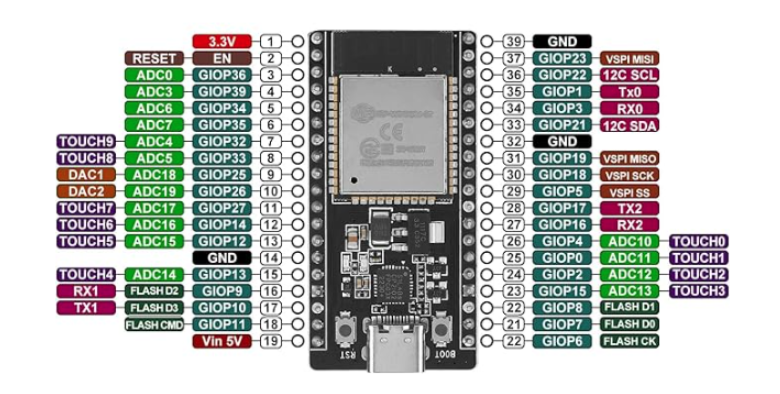 3.3V 1 39 GND
RESET EN 2 37 GIOP23 VSPI MISI
ADC0 GIOP36 3 36 GIOP22 12C SCL
ADC3 GIOP39 4 35 GIOP1 Tx0
ADC6 GIOP34 5 34 GIOP3 RX0
ADC7 GIOP35 6 33 GIOP21 12C SDA
TOUCH9 ADC4 GIOP32 7 32 GND
TOUCH8 ADC5 GIOP33 8 31 GIOP19 VSPI MISO
DAC1 ADC18 GIOP25 9 30 GIOP18 VSPI SCK
DAC2 ADC19 GIOP26 10 29 GIOP5 VSPI SS
TOUCH7 ADC17 GIOP27 11 28 GIOP17 TX2
TOUCH6 ADC16 GIOP14 12 27 GIOP16 RX2
TOUCH5 ADC15 GIOP12 13 26 GIOP4 ADC10 TOUCH0
GND 14 25 GIOP0 ADC11 TOUCH1
TOUCH4 ADC14 GIOP13 15 24 GIOP2 ADC12 TOUCH2
RX1 FLASH D2 GIOP9 16 23 GIOP15 ADC13 TOUCH3
TX1 FLASH D3 GIOP10 17 22 GIOP8 FLASH D1
FLASH CMD GIOP11 18 21 GIOP7 FLASH D0
Vin 5V 19 22 GIOP6 FLASH CK
CE
RST BOOT